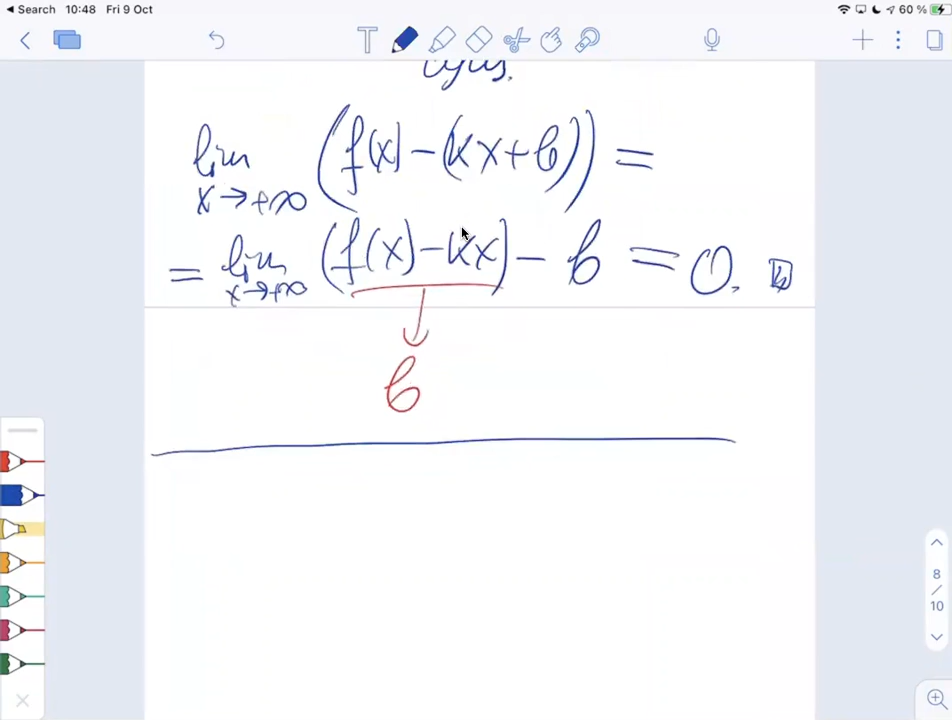 Search 10:48 Fri 9 Oct 60 %
T
lim x→+∞ (f(x) − (kx + b)) =
= lim x→+∞ (f(x) − kx) − b = 0.
b
8
/
10